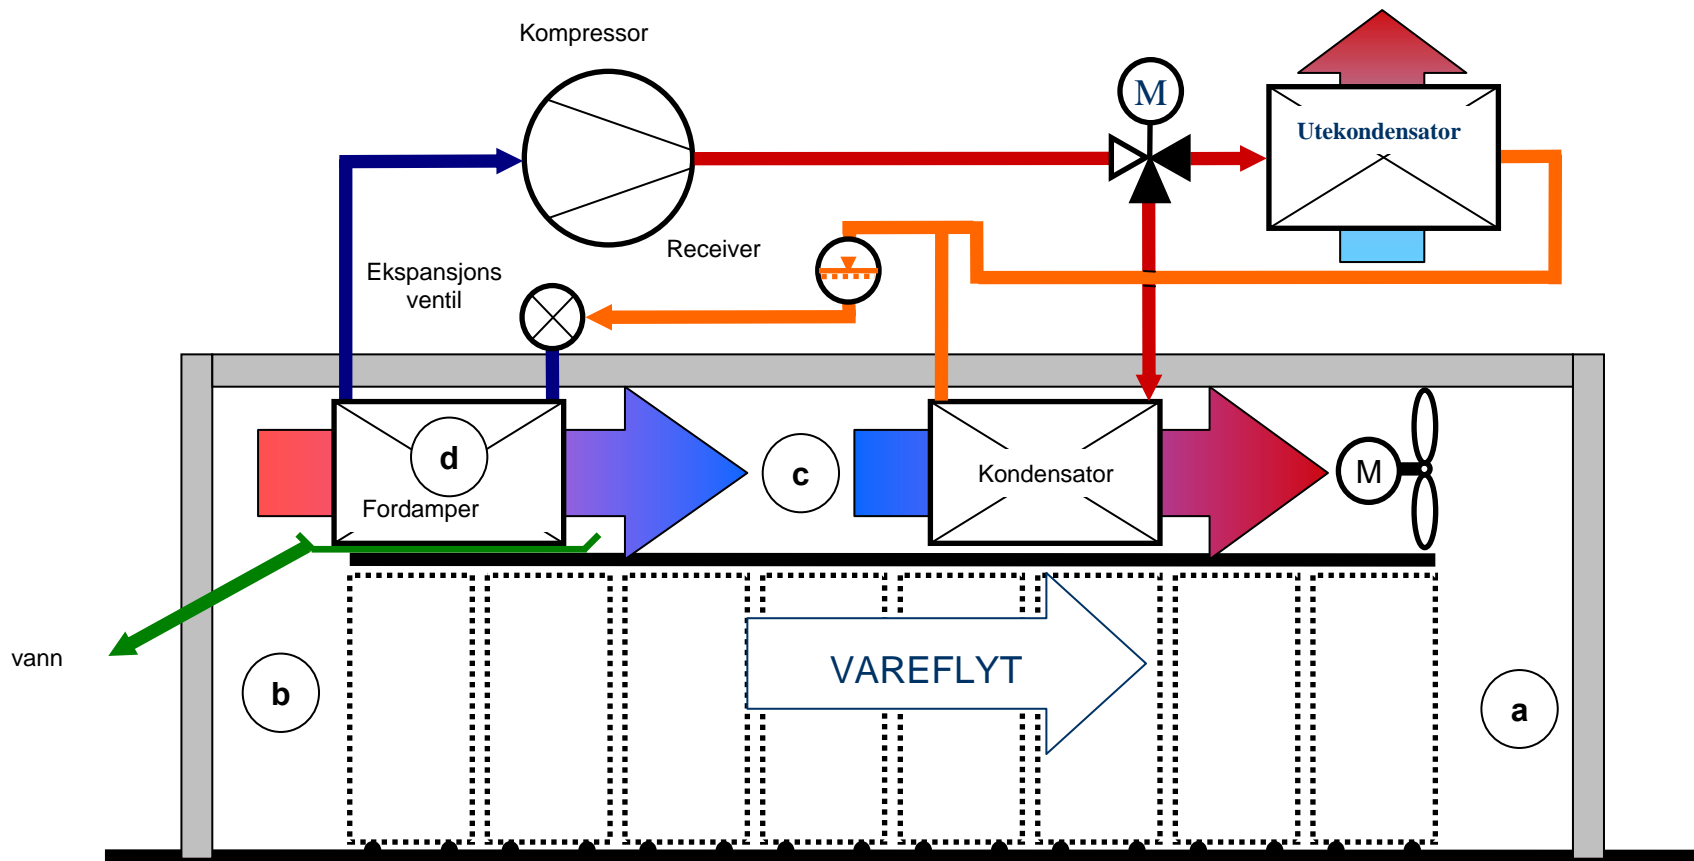 Kompressor
M
Utekondensator
Receiver
Ekspansjons
ventil
d
Fordamper
c
Kondensator
M
vann
b
VAREFLYT
a